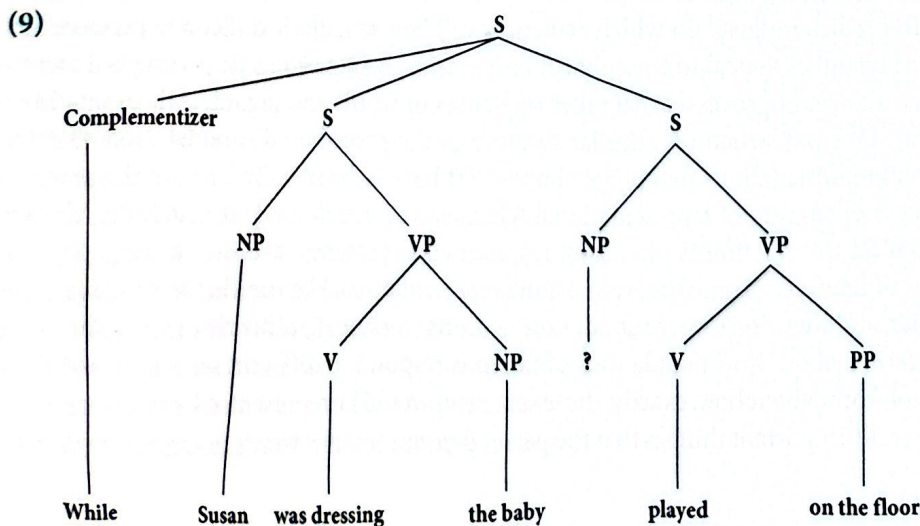 (9)
S
Complementizer S S
NP VP NP VP
V NP ? V PP
While Susan was dressing the baby played on the floor